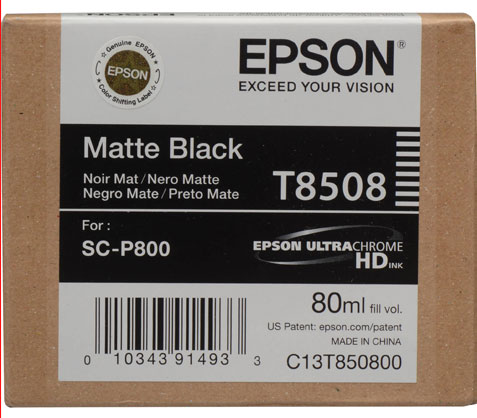 Genuine EPSON
EPSON
Color Shifting Label
EPSON®
EXCEED YOUR VISION
Matte Black
Noir Mat / Nero Matte
Negro Mate / Preto Mate
T8508
For :
SC-P800
EPSON ULTRACHROME
HD INK
80ml fill vol.
US Patent: epson.com/patent
MADE IN CHINA
0 10343 91493 3
C13T850800